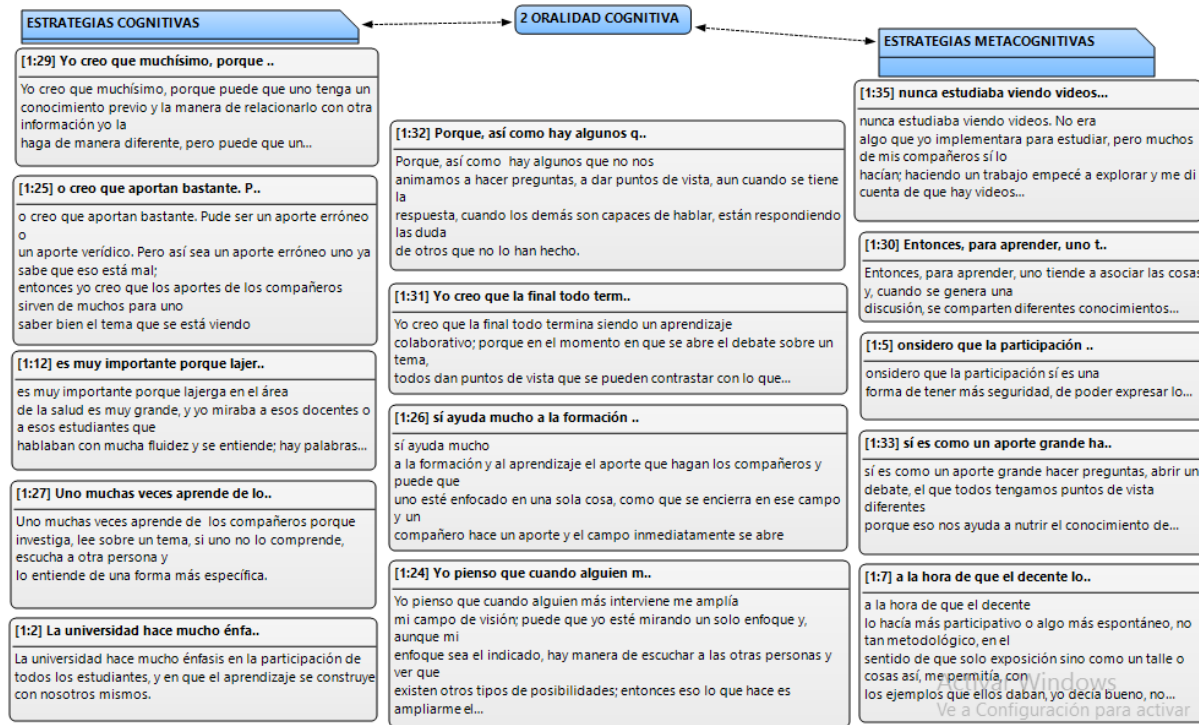 ESTRATEGIAS COGNITIVAS
2 ORALIDAD COGNITIVA
ESTRATEGIAS METACOGNITIVAS
[1:29] Yo creo que muchísimo, porque ..
Yo creo que muchísimo, porque puede que uno tenga un
conocimiento previo y la manera de relacionarlo con otra
información yo la
haga de manera diferente, pero puede que un...
[1:25] o creo que aportan bastante. P..
o creo que aportan bastante. Pude ser un aporte erróneo
o
un aporte verídico. Pero así sea un aporte erróneo uno ya
sabe que eso está mal;
entonces yo creo que los aportes de los compañeros
sirven de muchos para uno
saber bien el tema que se está viendo
[1:12] es muy importante porque lajer..
es muy importante porque lajerga en el área
de la salud es muy grande, y yo miraba a esos docentes o
a esos estudiantes que
hablaban con mucha fluidez y se entiende; hay palabras...
[1:27] Uno muchas veces aprende de lo..
Uno muchas veces aprende de los compañeros porque
investiga, lee sobre un tema, si uno no lo comprende,
escucha a otra persona y
lo entiende de una forma más específica.
[1:2] La universidad hace mucho énfa..
La universidad hace mucho énfasis en la participación de
todos los estudiantes, y en que el aprendizaje se construye
con nosotros mismos.
[1:32] Porque, así como hay algunos q..
Porque, así como hay algunos que no nos
animamos a hacer preguntas, a dar puntos de vista, aun cuando se tiene
la
respuesta, cuando los demás son capaces de hablar, están respondiendo
las duda
de otros que no lo han hecho.
[1:31] Yo creo que la final todo term..
Yo creo que la final todo termina siendo un aprendizaje
colaborativo; porque en el momento en que se abre el debate sobre un
tema,
todos dan puntos de vista que se pueden contrastar con lo que...
[1:26] sí ayuda mucho a la formación ..
sí ayuda mucho
a la formación y al aprendizaje el aporte que hagan los compañeros y
puede que
uno esté enfocado en una sola cosa, como que se encierra en ese campo
y un
compañero hace un aporte y el campo inmediatamente se abre
[1:24] Yo pienso que cuando alguien m..
Yo pienso que cuando alguien más interviene me amplía
mi campo de visión; puede que yo esté mirando un solo enfoque y,
aunque mi
enfoque sea el indicado, hay manera de escuchar a las otras personas y
ver que
existen otros tipos de posibilidades; entonces eso lo que hace es
ampliarme el...
[1:35] nunca estudiaba viendo videos...
nunca estudiaba viendo videos. No era
algo que yo implementara para estudiar, pero muchos
de mis compañeros sí lo
hacían; haciendo un trabajo empecé a explorar y me di
cuenta de que hay videos...
[1:30] Entonces, para aprender, uno t..
Entonces, para aprender, uno tiende a asociar las cosas
y, cuando se genera una
discusión, se comparten diferentes conocimientos...
[1:5] onsidero que la participación ..
onsidero que la participación sí es una
forma de tener más seguridad, de poder expresar lo...
[1:33] sí es como un aporte grande ha..
sí es como un aporte grande hacer preguntas, abrir un
debate, el que todos tengamos puntos de vista
diferentes
porque eso nos ayuda a nutrir el conocimiento de...
[1:7] a la hora de que el decente lo..
a la hora de que el decente
lo hacía más participativo o algo más espontáneo, no
tan metodológico, en el
sentido de que solo exposición sino como un talle o
cosas así, me permitía, con
los ejemplos que ellos daban, yo decía bueno, no...
Activar Windows
Ve a Configuración para activar